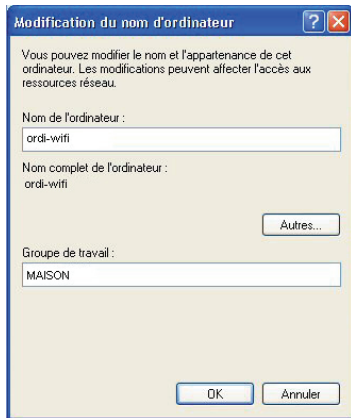 Modification du nom d'ordinateur
Vous pouvez modifier le nom et l'appartenance de cet
ordinateur. Les modifications peuvent affecter l'accès aux
ressources réseau.
Nom de l'ordinateur :
ordi-wifi
Nom complet de l'ordinateur :
ordi-wifi
Autres...
Groupe de travail :
MAISON
OK Annuler